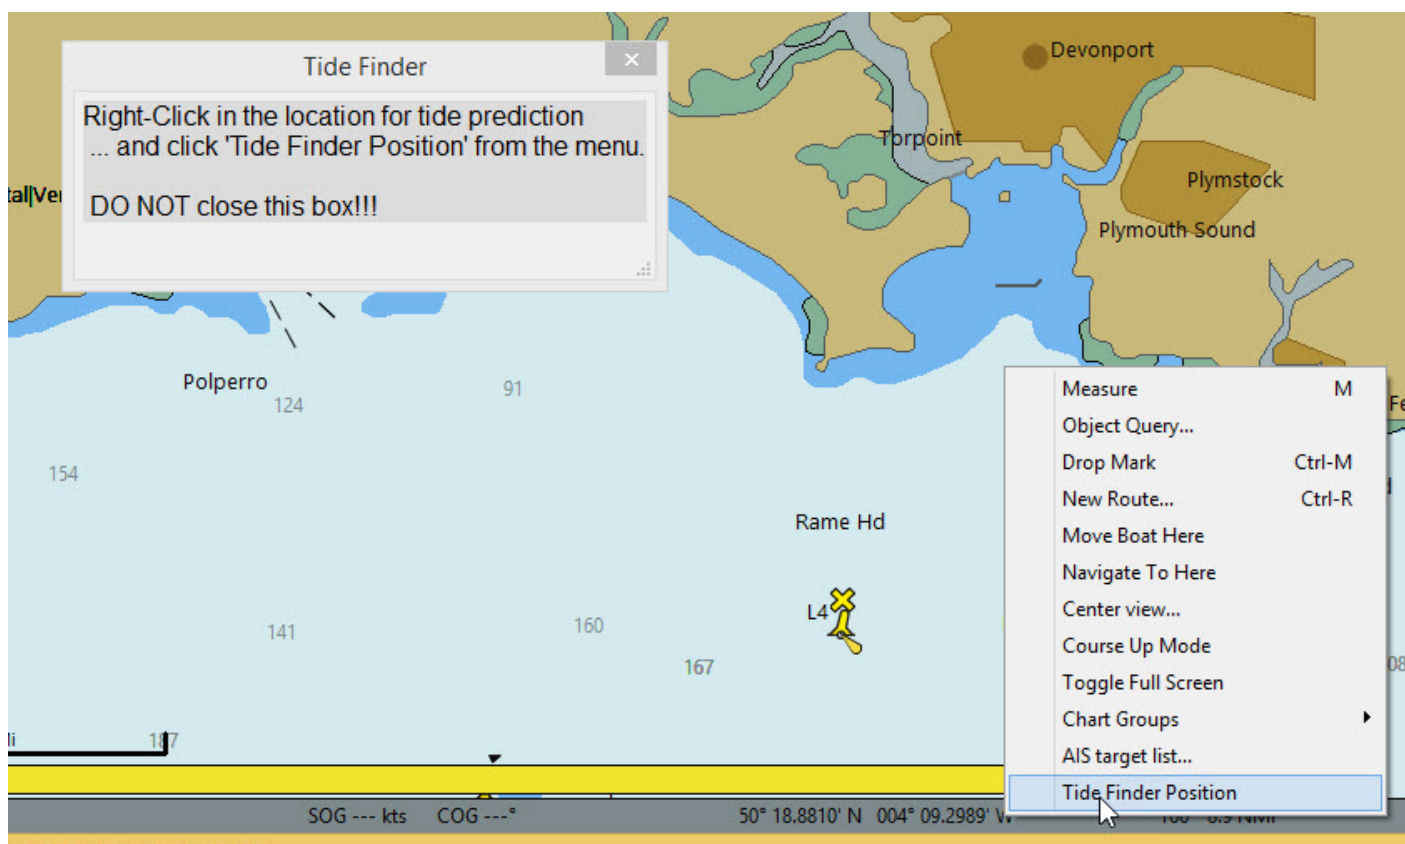 Tide Finder
Right-Click in the location for tide prediction
... and click 'Tide Finder Position' from the menu.
DO NOT close this box!!!
Devonport
Torpoint
Plymstock
Plymouth Sound
tal|Ver
Polperro
124
91
154
Rame Hd
L4
141
160
167
187
Measure M
Object Query...
Drop Mark Ctrl-M
New Route... Ctrl-R
Move Boat Here
Navigate To Here
Center view...
Course Up Mode
Toggle Full Screen
Chart Groups
AIS target list...
Tide Finder Position
SOG --- kts COG ---°
50° 18.8810' N 004° 09.2989' W